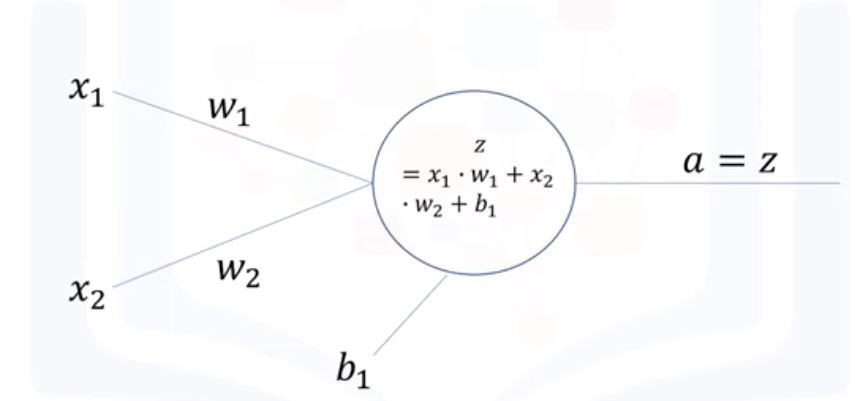 x₁
w₁
z
= x₁ · w₁ + x₂
· w₂ + b₁
a = z
w₂
x₂
b₁